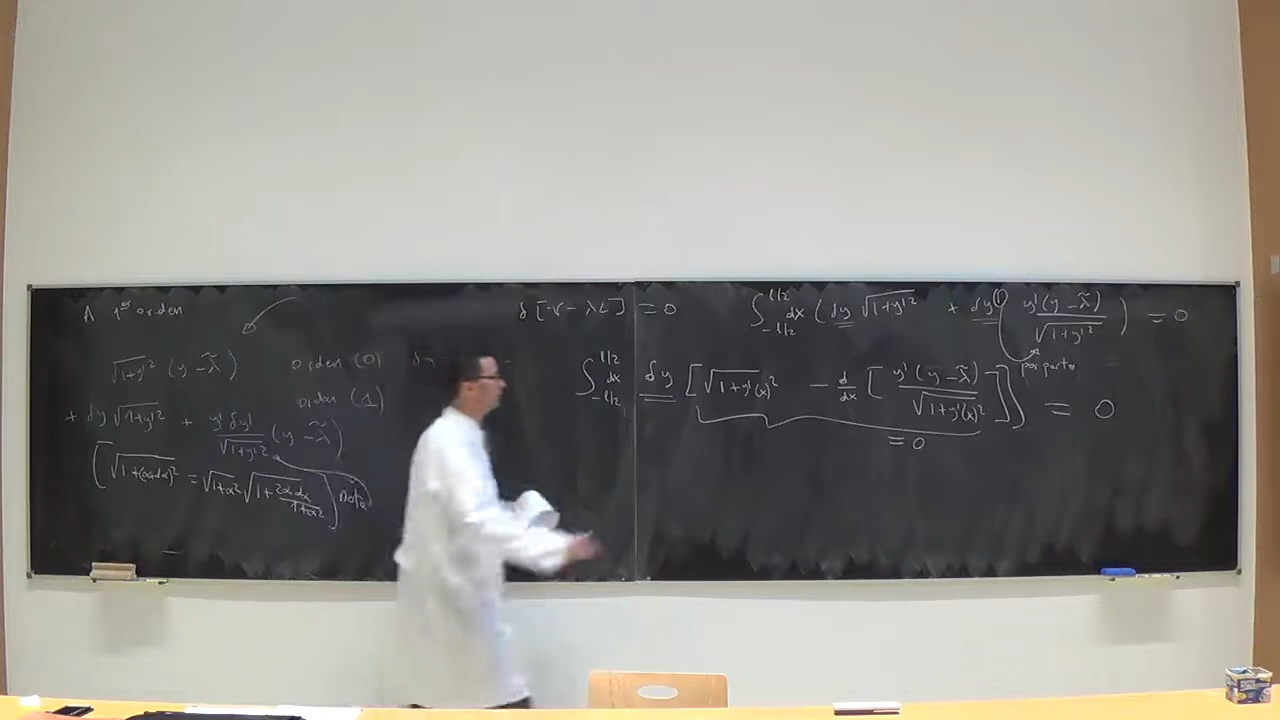 A 1er orden
√(1+y'²) (y - λ̃) orden (0)
orden (1)
+ δy √(1+y'²) + y' δy' / √(1+y'²) (y - λ̃)
[ √(1+(α+dα)²) = √(1+α²) √(1 + 2α dα / (1+α²)) ] Nota
δ[V - λL] = 0
∫_{-l/2}^{l/2} dx (δy √(1+y'²) + δy' y'(y - λ̃) / √(1+y'²)) = 0
por partes
∫_{-l/2}^{l/2} dx δy [ √(1+y'(x)²) - d/dx [ y'(y - λ̃) / √(1+y'(x)²) ] ] = 0
= 0